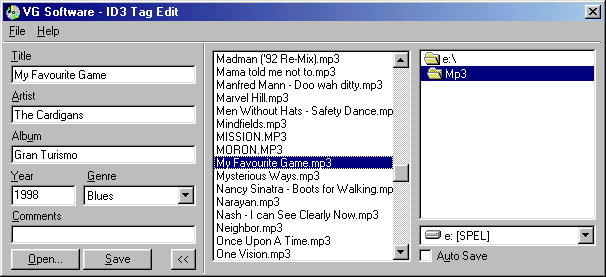 VG Software - ID3 Tag Edit
File Help
Title
My Favourite Game
Artist
The Cardigans
Album
Gran Turismo
Year Genre
1998 Blues
Comments
Open... Save <<
Madman ('92 Re-Mix).mp3
Mama told me not to.mp3
Manfred Mann - Doo wah ditty.mp3
Marvel Hill.mp3
Men Without Hats - Safety Dance.mp
Mindfields.mp3
MISSION.MP3
MORON.MP3
My Favourite Game.mp3
Mysterious Ways.mp3
Nancy Sinatra - Boots for Walking.mp
Narayan.mp3
Nash - I can See Clearly Now.mp3
Neighbor.mp3
Once Upon A Time.mp3
One Vision.mp3
e:\
Mp3
e: [SPEL]
Auto Save